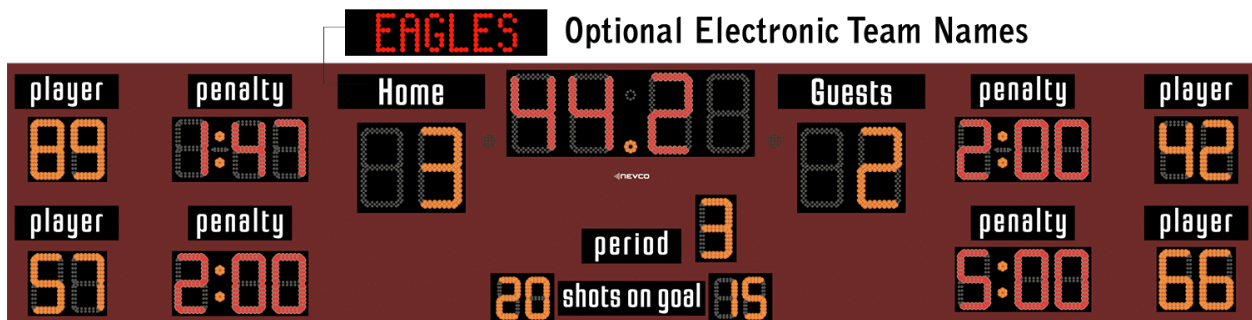 EAGLES Optional Electronic Team Names
player penalty Home 44.2 Guests penalty player
89 1:47 3 2 2:00 42
NEVCO
player penalty period 3 penalty player
57 2:00 20 shots on goal 15 5:00 66